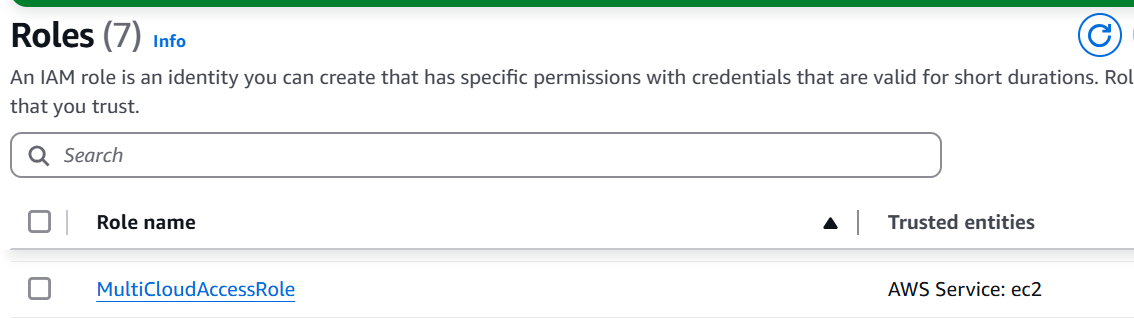 Roles (7) Info
An IAM role is an identity you can create that has specific permissions with credentials that are valid for short durations. Rol
that you trust.
Search
Role name Trusted entities
MultiCloudAccessRole AWS Service: ec2